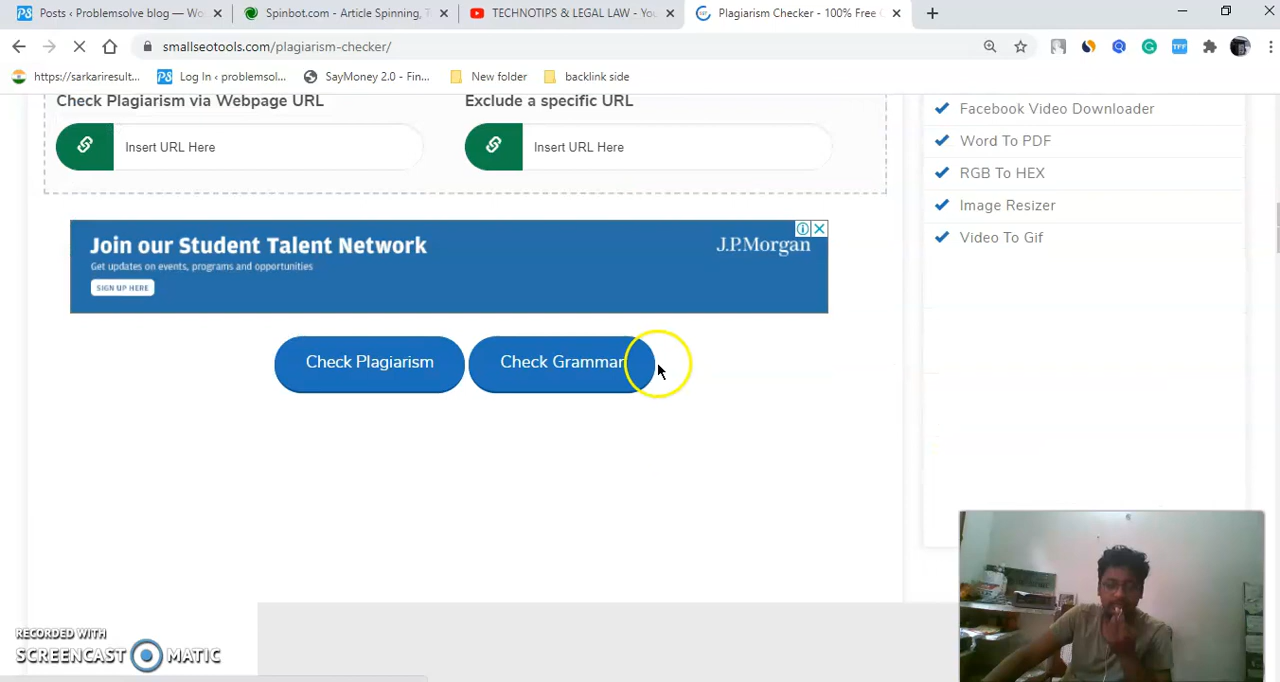 Posts ‹ Problemsolve blog — Wo
Spinbot.com - Article Spinning, T
TECHNOTIPS & LEGAL LAW - You
Plagiarism Checker - 100% Free
smallseotools.com/plagiarism-checker/
https://sarkariresult...
Log In ‹ problemsol...
SayMoney 2.0 - Fin...
New folder
backlink side
Check Plagiarism via Webpage URL
Exclude a specific URL
Insert URL Here
Insert URL Here
Facebook Video Downloader
Word To PDF
RGB To HEX
Image Resizer
Video To Gif
Join our Student Talent Network
Get updates on events, programs and opportunities
SIGN UP HERE
J.P.Morgan
Check Plagiarism
Check Grammar
RECORDED WITH
SCREENCAST MATIC